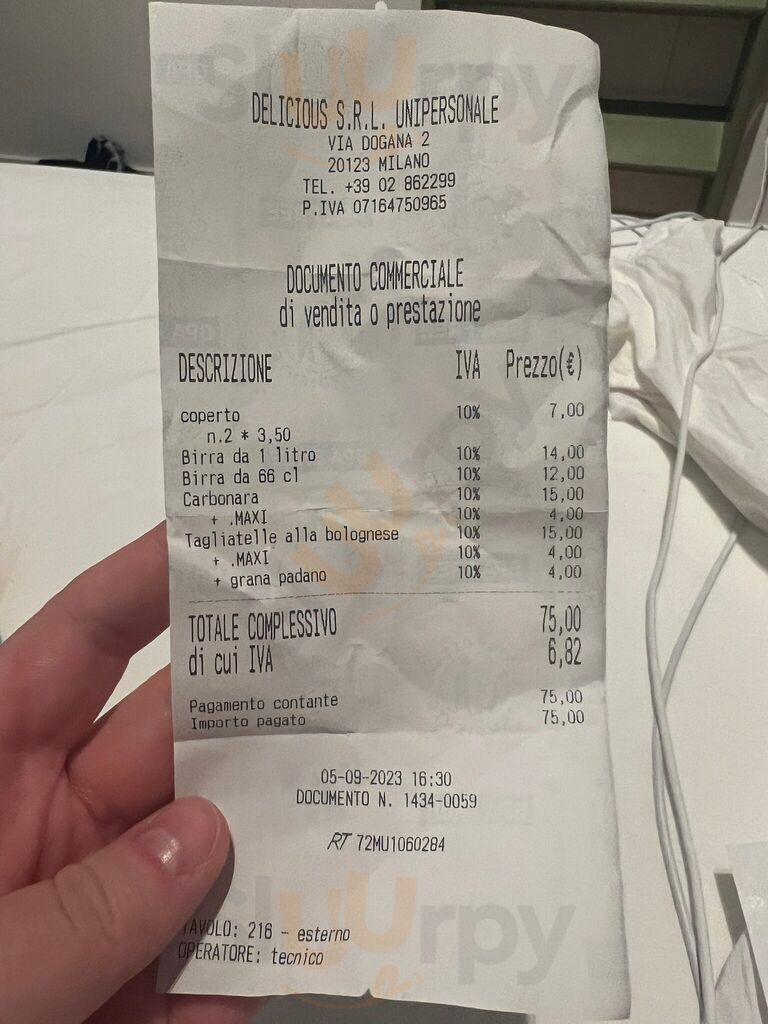 DELICIOUS S.R.L. UNIPERSONALE
VIA DOGANA 2
20123 MILANO
TEL. +39 02 862299
P.IVA 07164750965
DOCUMENTO COMMERCIALE
di vendita o prestazione
DESCRIZIONE IVA Prezzo(€)
coperto 10% 7,00
n.2 * 3,50
Birra da 1 litro 10% 14,00
Birra da 66 cl 10% 12,00
Carbonara 10% 15,00
+ .MAXI 10% 4,00
Tagliatelle alla bolognese 10% 15,00
+ .MAXI 10% 4,00
+ grana padano 10% 4,00
TOTALE COMPLESSIVO 75,00
di cui IVA 6,82
Pagamento contante 75,00
Importo pagato 75,00
05-09-2023 16:30
DOCUMENTO N. 1434-0059
RT 72MU1060284
TAVOLO: 216 - esterno
OPERATORE: tecnico
sluurpy